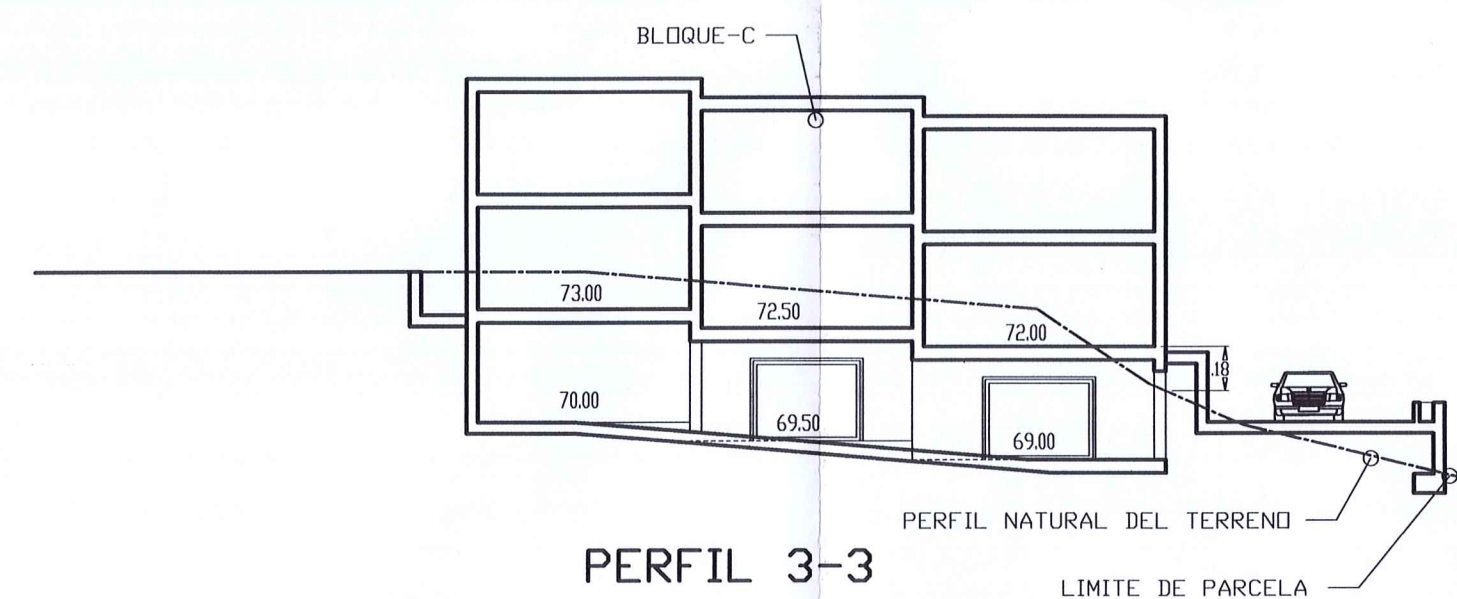 BLOQUE-C
73.00
72.50
72.00
.18
70.00
69.50
69.00
PERFIL NATURAL DEL TERRENO
PERFIL 3-3
LIMITE DE PARCELA